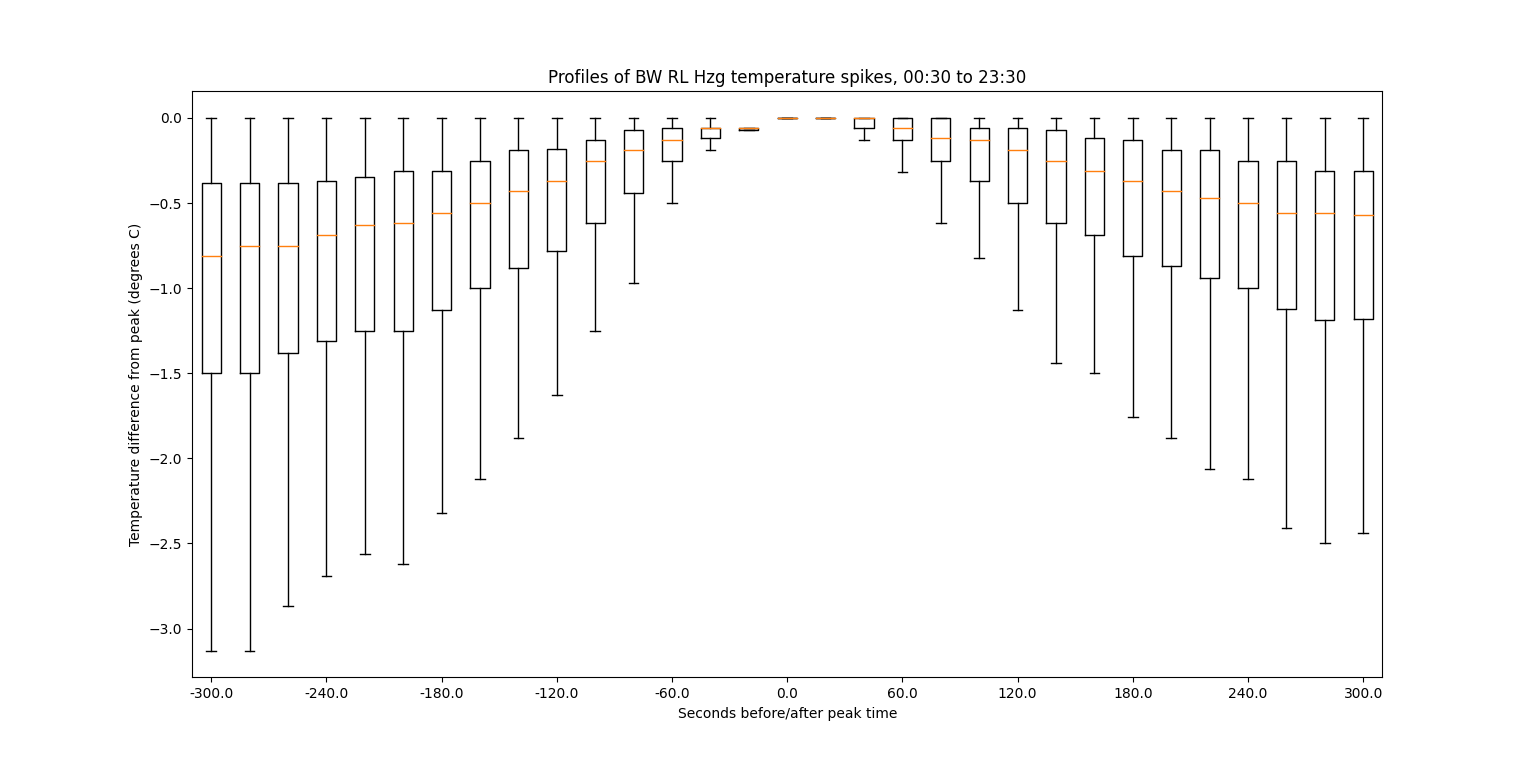 Profiles of BW RL Hzg temperature spikes, 00:30 to 23:30
Temperature difference from peak (degrees C)
0.0
−0.5
−1.0
−1.5
−2.0
−2.5
−3.0
-300.0 -240.0 -180.0 -120.0 -60.0 0.0 60.0 120.0 180.0 240.0 300.0
Seconds before/after peak time